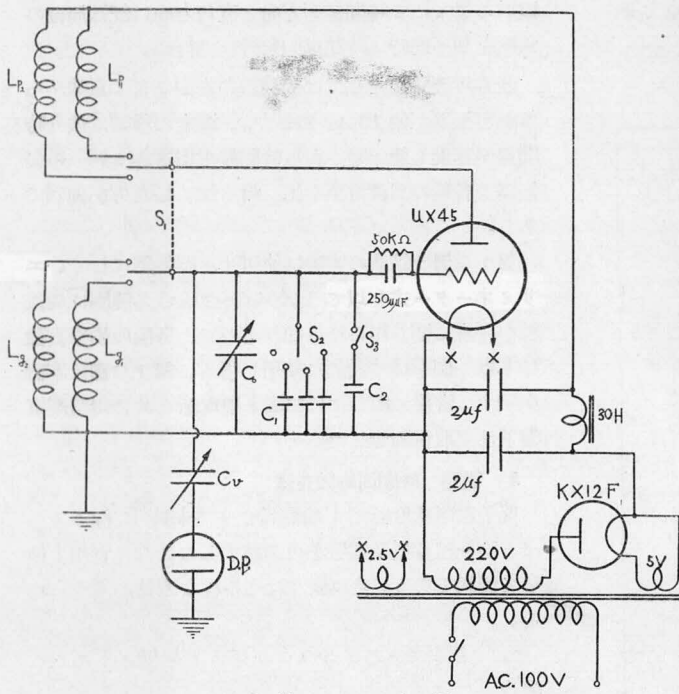 Lp₂
Lp₁
S₁
UX45
50KΩ
250μμF
Lg₂
Lg₁
C₀
S₂
S₃
C₁
C₂
X X
2μf
30H
2μf
Cv
KX12F
X 2.5V X
220V
5V
A.C. 100V